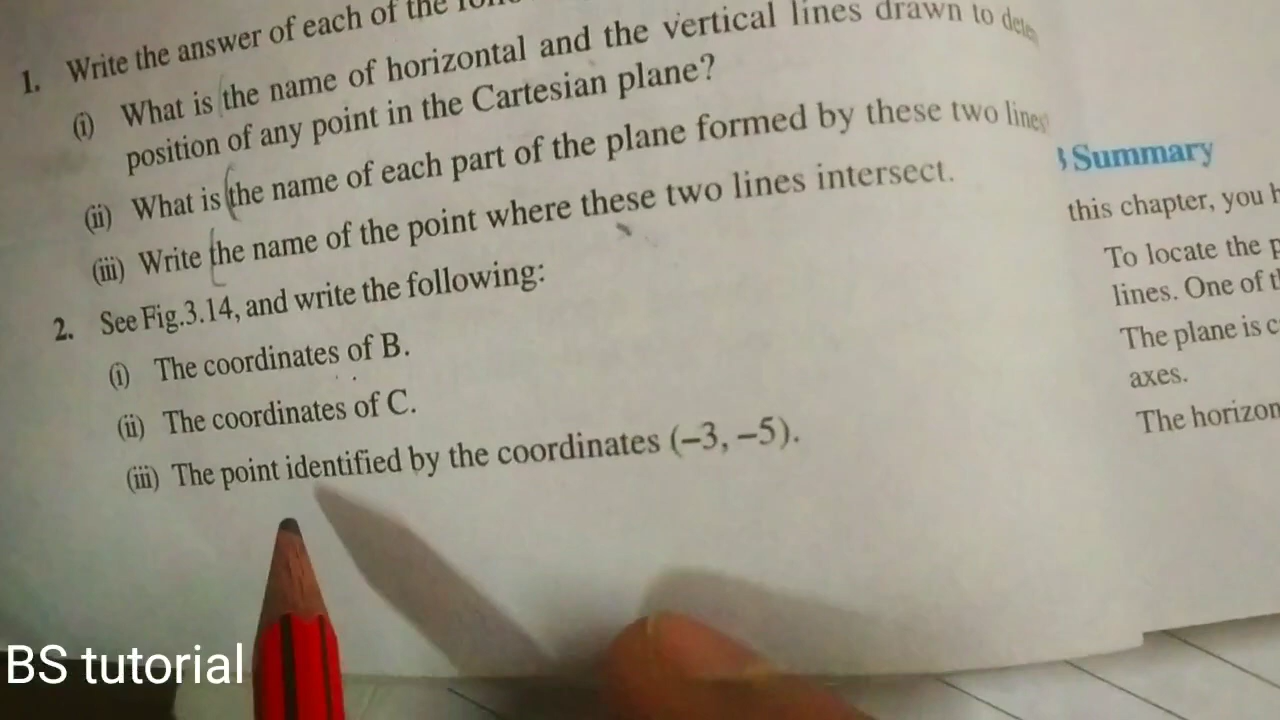 1. Write the answer of each of the
(i) What is the name of horizontal and the vertical lines drawn to
position of any point in the Cartesian plane?
(ii) What is the name of each part of the plane formed by these two lines
(iii) Write the name of the point where these two lines intersect.
2. See Fig.3.14, and write the following:
(i) The coordinates of B.
(ii) The coordinates of C.
(iii) The point identified by the coordinates (–3, –5).
Summary
this chapter, you
To locate the
lines. One of
The plane is
axes.
The
BS tutorial